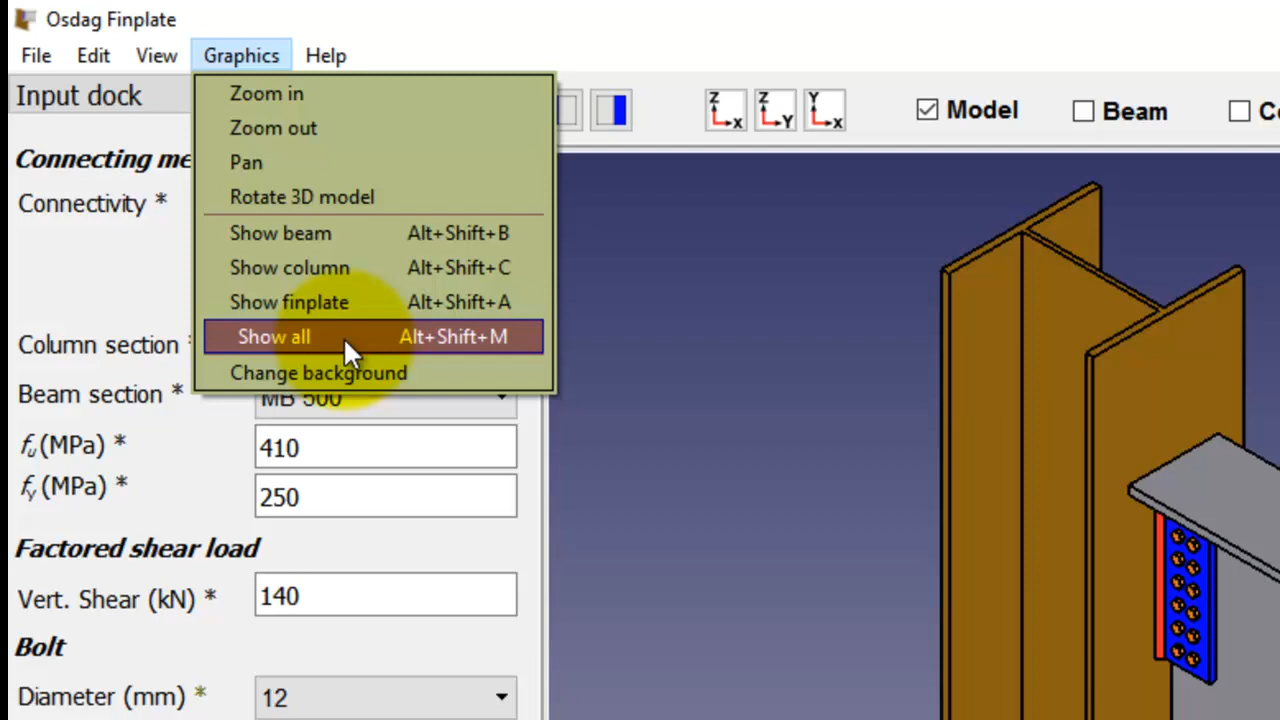 Osdag Finplate
File Edit View Graphics Help
Input dock
Zoom in
Zoom out
Pan
Rotate 3D model
Show beam Alt+Shift+B
Show column Alt+Shift+C
Show finplate Alt+Shift+A
Show all Alt+Shift+M
Change background
Z X
Z Y
Y X
Model
Beam
Connecting me
Connectivity *
Column section *
Beam section * MB 500
fu (MPa) * 410
fy (MPa) * 250
Factored shear load
Vert. Shear (kN) * 140
Bolt
Diameter (mm) * 12